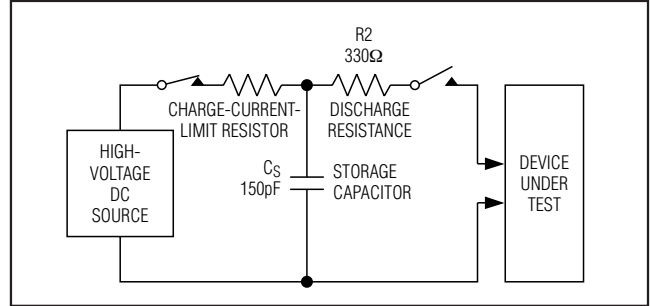 R2
330Ω
CHARGE-CURRENT-
LIMIT RESISTOR
DISCHARGE
RESISTANCE
HIGH-
VOLTAGE
DC
SOURCE
CS
150pF
STORAGE
CAPACITOR
DEVICE
UNDER
TEST